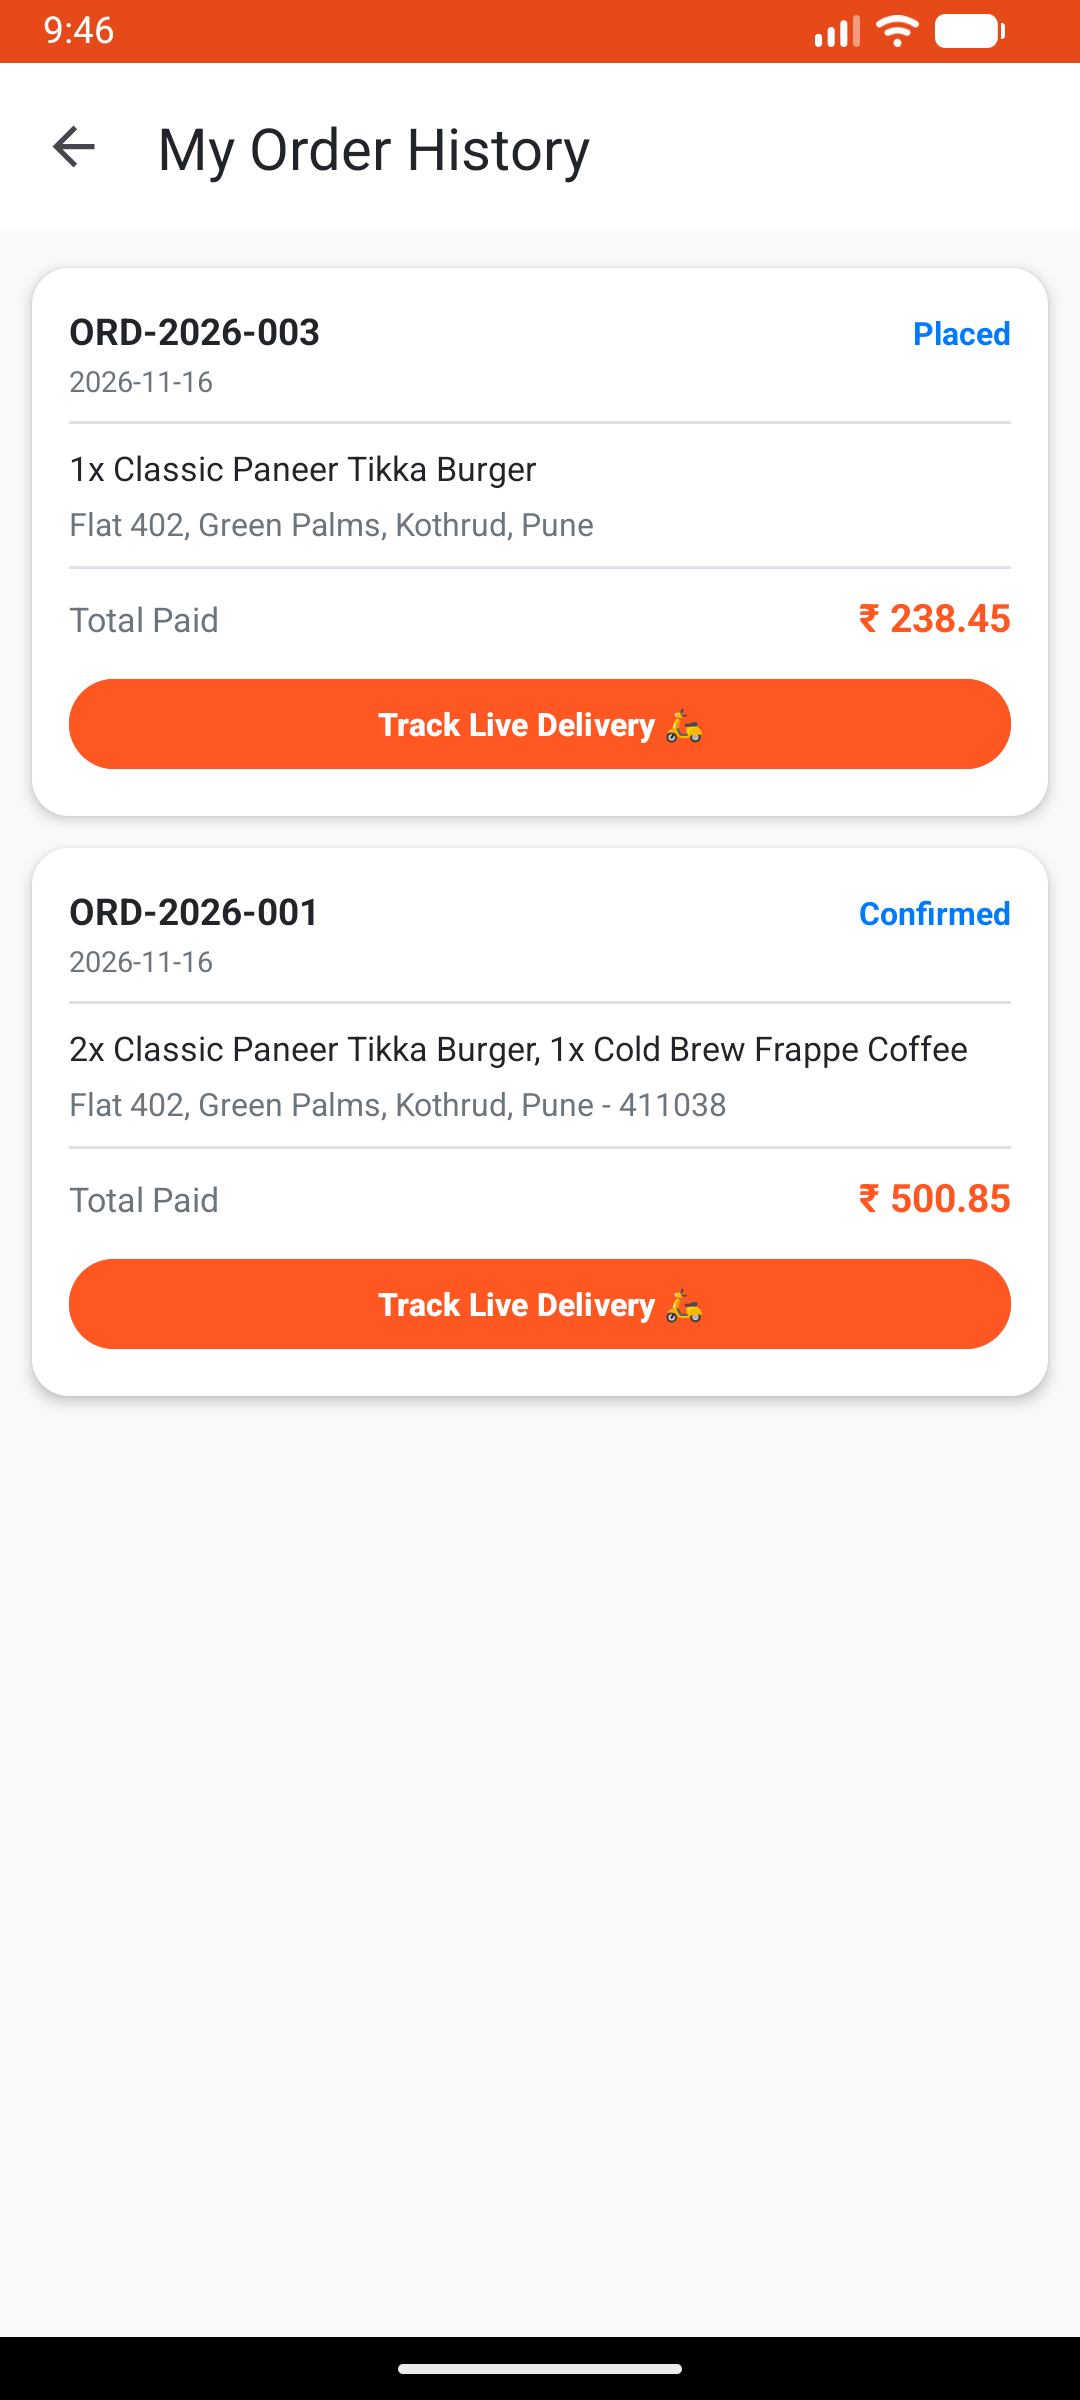 9:46
My Order History
ORD-2026-003
Placed
2026-11-16
1x Classic Paneer Tikka Burger
Flat 402, Green Palms, Kothrud, Pune
Total Paid
₹ 238.45
Track Live Delivery 🛵
ORD-2026-001
Confirmed
2026-11-16
2x Classic Paneer Tikka Burger, 1x Cold Brew Frappe Coffee
Flat 402, Green Palms, Kothrud, Pune - 411038
Total Paid
₹ 500.85
Track Live Delivery 🛵